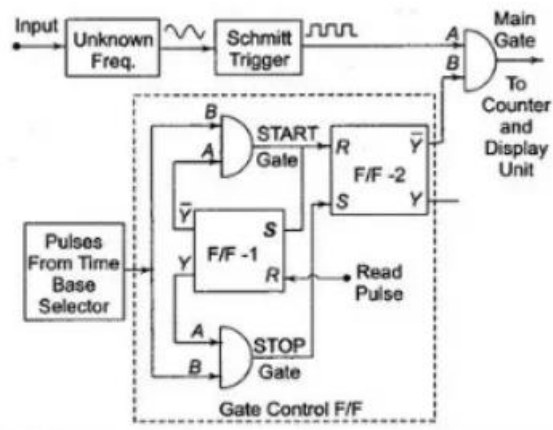 Input
Unknown
Freq.
Schmitt
Trigger
A
B
Main
Gate
To
Counter
and
Display
Unit
B
A
START
Gate
R
S
F/F -2
Y̅
Y
Y̅
Y
F/F -1
S
R
Read
Pulse
Pulses
From Time
Base
Selector
A
B
STOP
Gate
Gate Control F/F